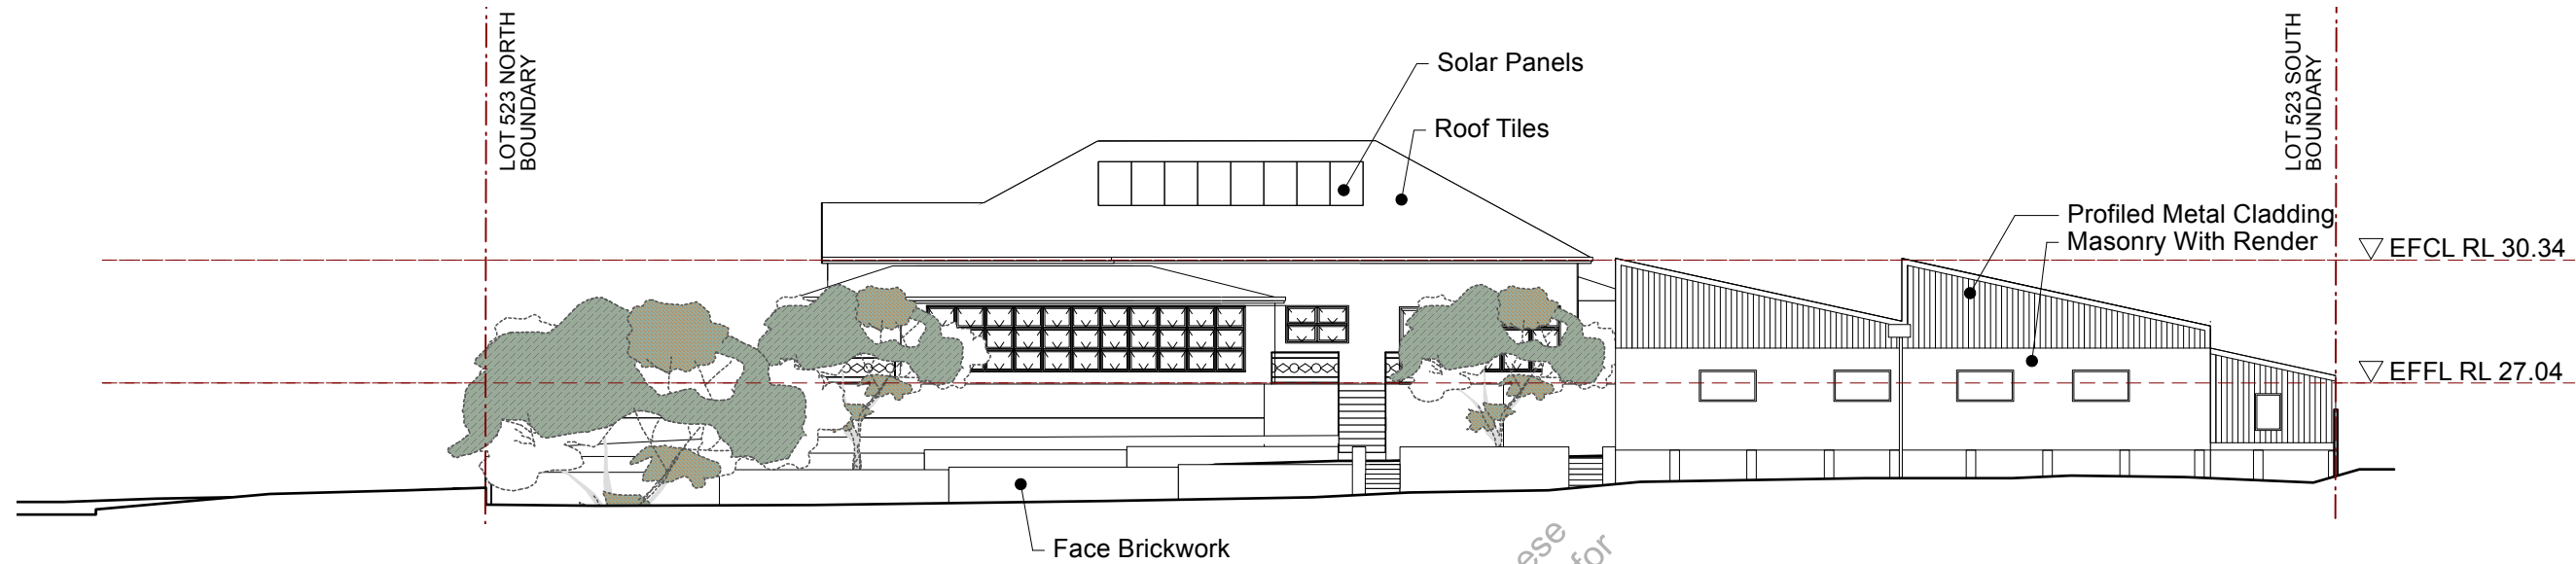 LOT 523 NORTH
BOUNDARY
Solar Panels
Roof Tiles
LOT 523 SOUTH
BOUNDARY
Profiled Metal Cladding
Masonry With Render
EFCL RL 30.34
EFFL RL 27.04
Face Brickwork
for